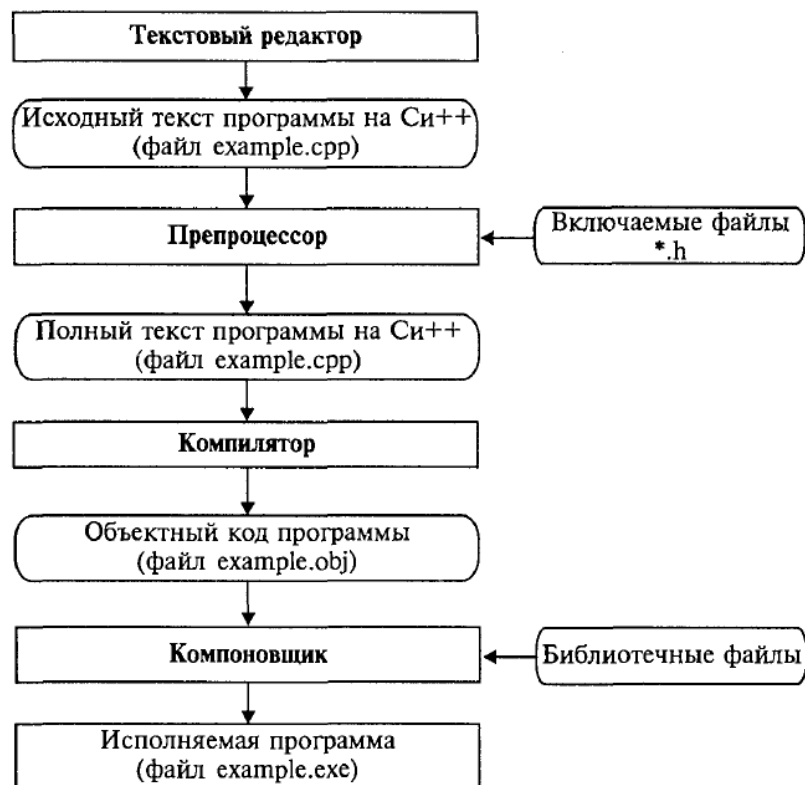 Текстовый редактор
Исходный текст программы на Си++
(файл example.cpp)
Препроцессор
Включаемые файлы
*.h
Полный текст программы на Си++
(файл example.cpp)
Компилятор
Объектный код программы
(файл example.obj)
Компоновщик
Библиотечные файлы
Исполняемая программа
(файл example.exe)